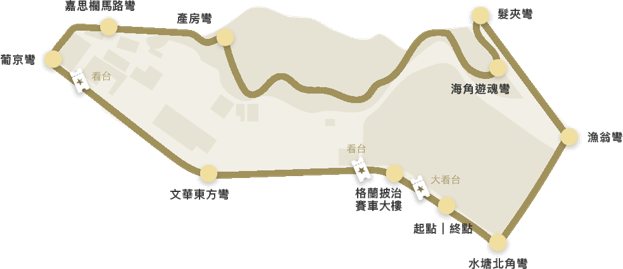 嘉思欄馬路彎
產房彎
髮夾彎
葡京彎
看台
海角遊魂彎
漁翁彎
看台
大看台
文華東方彎
格蘭披治
賽車大樓
起點｜終點
水塘北角彎